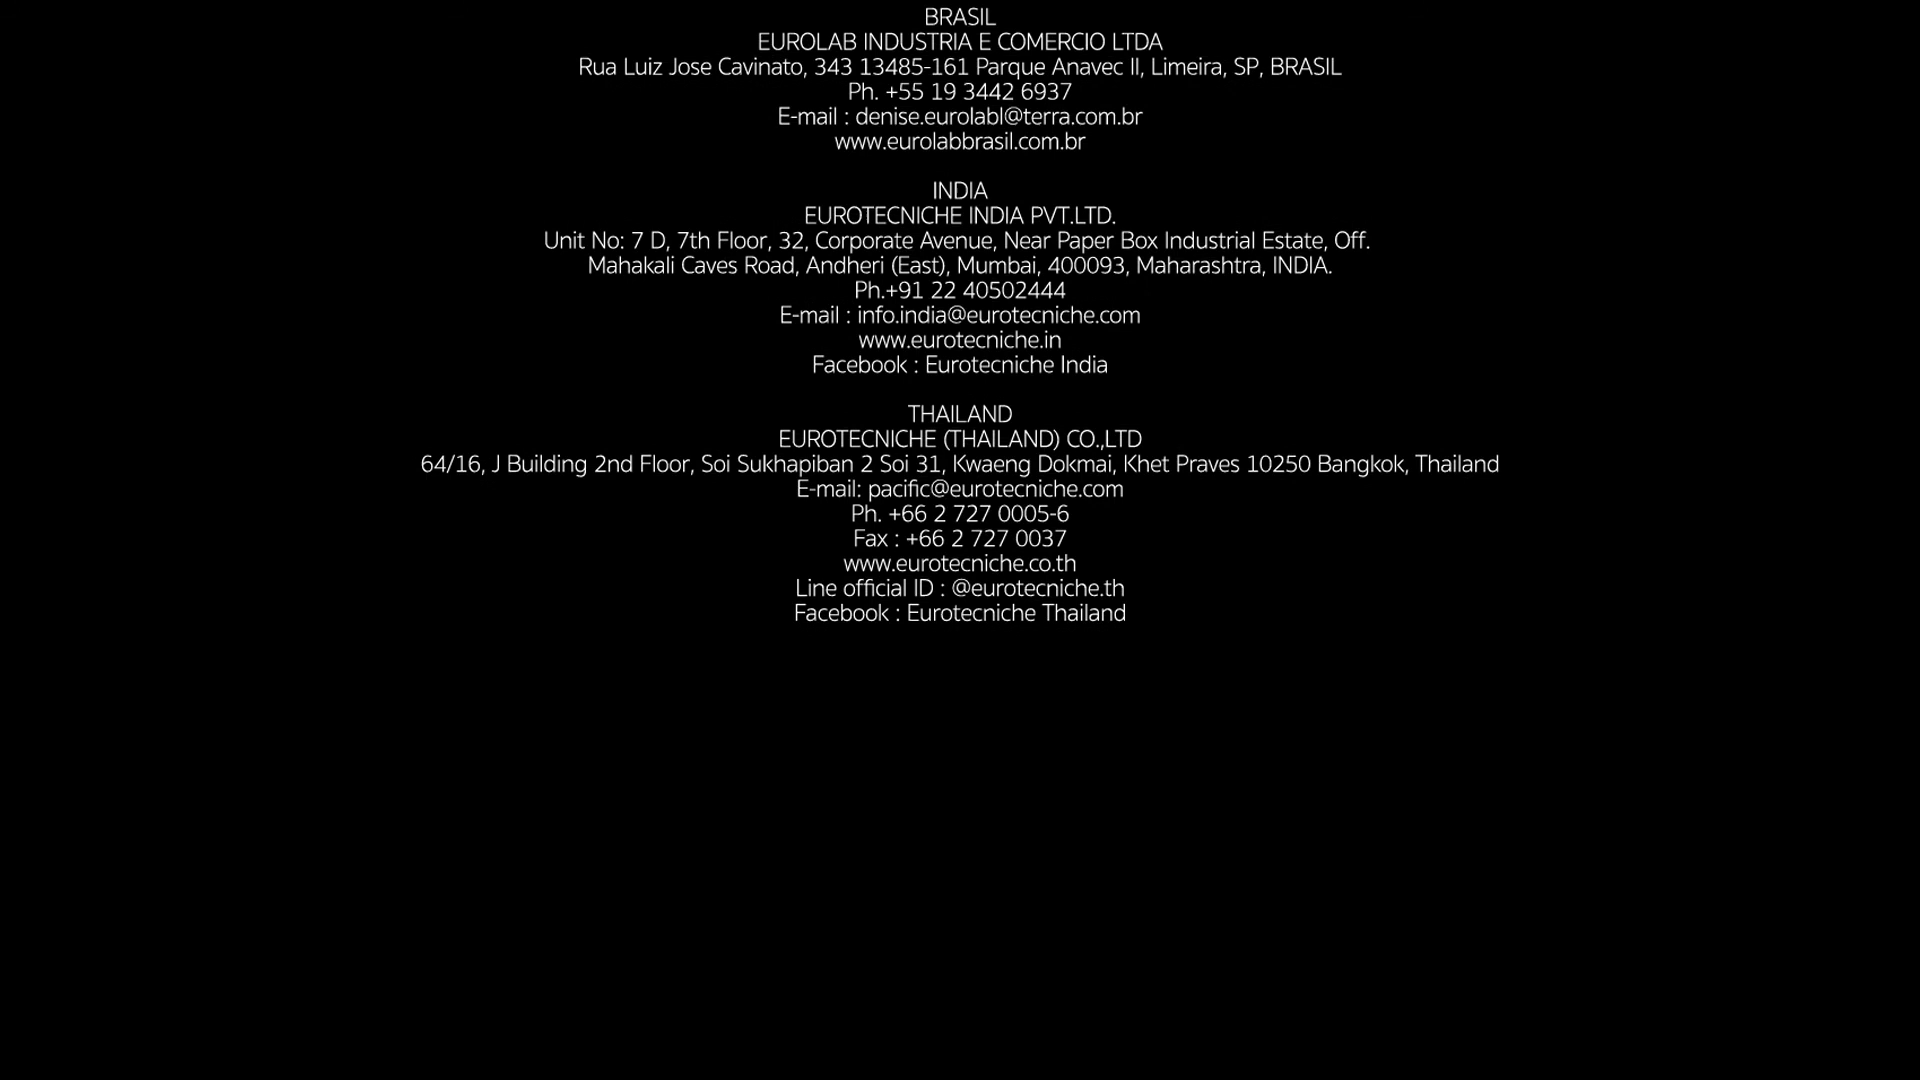 BRASIL
EUROLAB INDUSTRIA E COMERCIO LTDA
Rua Luiz Jose Cavinato, 343 13485-161 Parque Anavec II, Limeira, SP, BRASIL
Ph. +55 19 3442 6937
E-mail : denise.eurolabl@terra.com.br
www.eurolabbrasil.com.br
INDIA
EUROTECNICHE INDIA PVT.LTD.
Unit No: 7 D, 7th Floor, 32, Corporate Avenue, Near Paper Box Industrial Estate, Off.
Mahakali Caves Road, Andheri (East), Mumbai, 400093, Maharashtra, INDIA.
Ph.+91 22 40502444
E-mail : info.india@eurotecniche.com
www.eurotecniche.in
Facebook : Eurotecniche India
THAILAND
EUROTECNICHE (THAILAND) CO.,LTD
64/16, J Building 2nd Floor, Soi Sukhapiban 2 Soi 31, Kwaeng Dokmai, Khet Praves 10250 Bangkok, Thailand
E-mail: pacific@eurotecniche.com
Ph. +66 2 727 0005-6
Fax : +66 2 727 0037
www.eurotecniche.co.th
Line official ID : @eurotecniche.th
Facebook : Eurotecniche Thailand